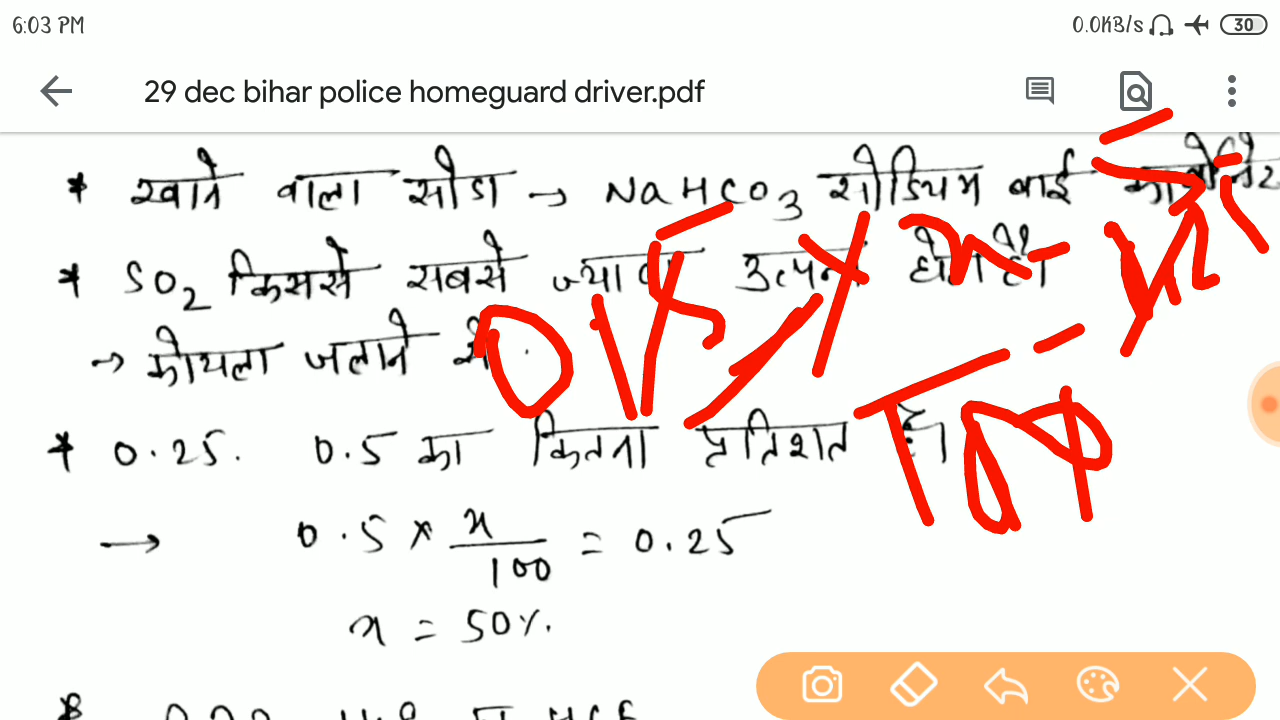 6:03 PM 0.0KB/s 30
29 dec bihar police homeguard driver.pdf
* खाने वाला सोडा → NaHCO3 सोडियम बाई कार्बोनेट
* SO2 किससे सबसे ज्यादा उत्पन्न होता है।
→ कोयला जलाने से
* 0.25. 0.5 का कितना प्रतिशत है।
→ 0.5 × x/100 = 0.25
x = 50%.